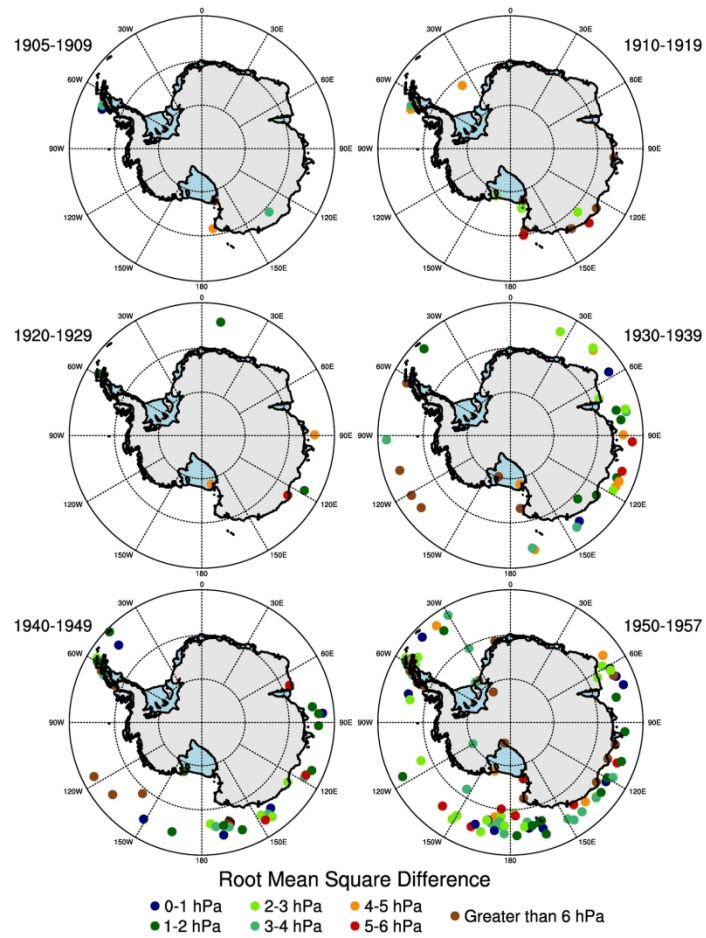 1905-1909
0
30W
30E
60W
60E
90W
90E
120W
120E
150W
150E
180
1910-1919
0
30W
30E
60W
60E
90W
90E
120W
120E
150W
150E
180
1920-1929
0
30W
30E
60W
60E
90W
90E
120W
120E
150W
150E
180
1930-1939
0
30W
30E
60W
60E
90W
90E
120W
120E
150W
150E
180
1940-1949
0
30W
30E
60W
60E
90W
90E
120W
120E
150W
150E
180
1950-1957
0
30W
30E
60W
60E
90W
90E
120W
120E
150W
150E
180
Root Mean Square Difference
0-1 hPa
2-3 hPa
4-5 hPa
Greater than 6 hPa
1-2 hPa
3-4 hPa
5-6 hPa